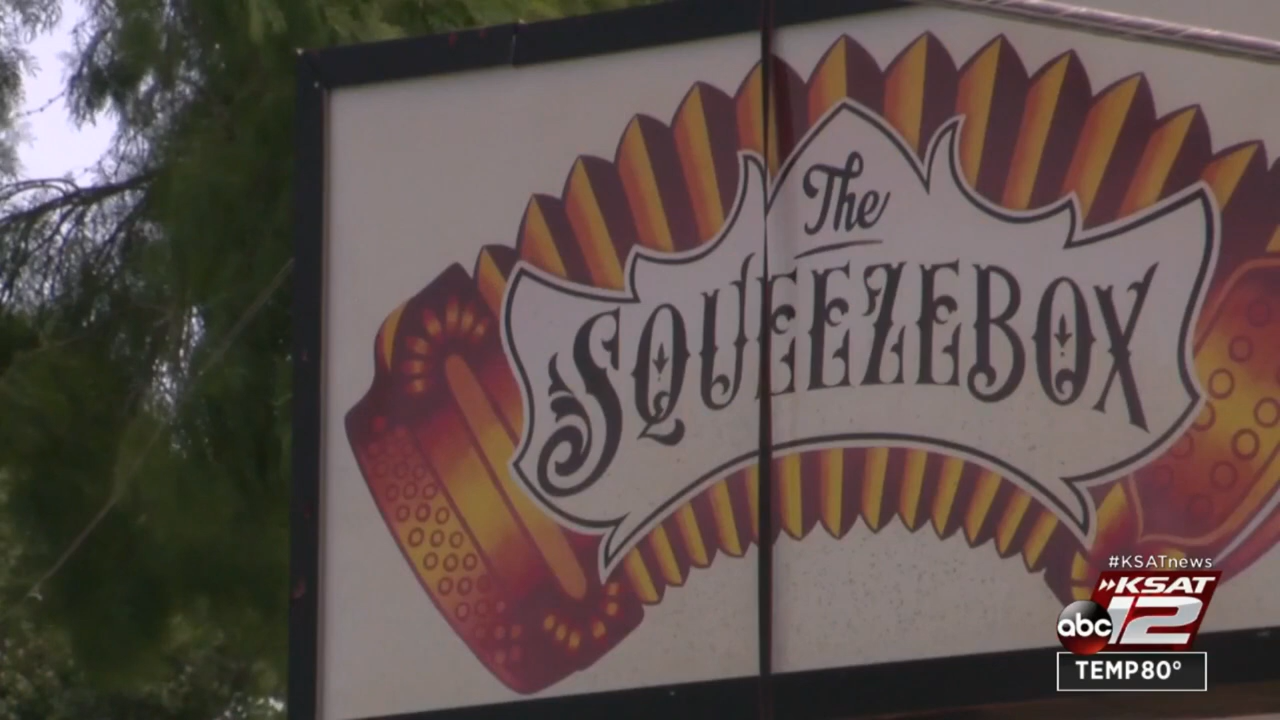 The
SQUEEZEBOX
#KSATnews
KSAT
abc 12
TEMP 80°